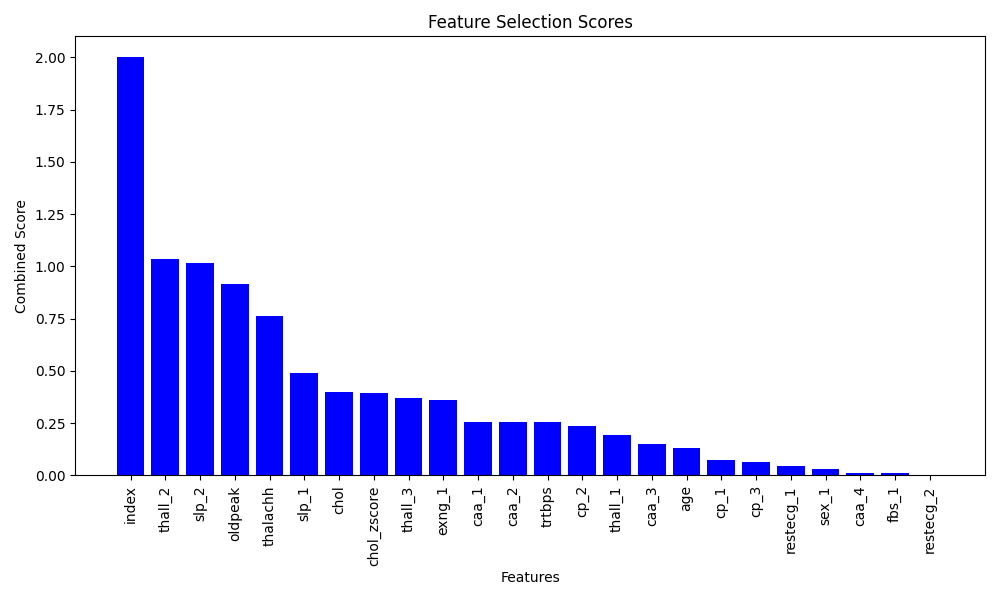 Feature Selection Scores
Combined Score
2.00
1.75
1.50
1.25
1.00
0.75
0.50
0.25
0.00
index
thall_2
slp_2
oldpeak
thalachh
slp_1
chol
chol_zscore
thall_3
exng_1
caa_1
caa_2
trtbps
cp_2
thall_1
caa_3
age
cp_1
cp_3
restecg_1
sex_1
caa_4
fbs_1
restecg_2
Features